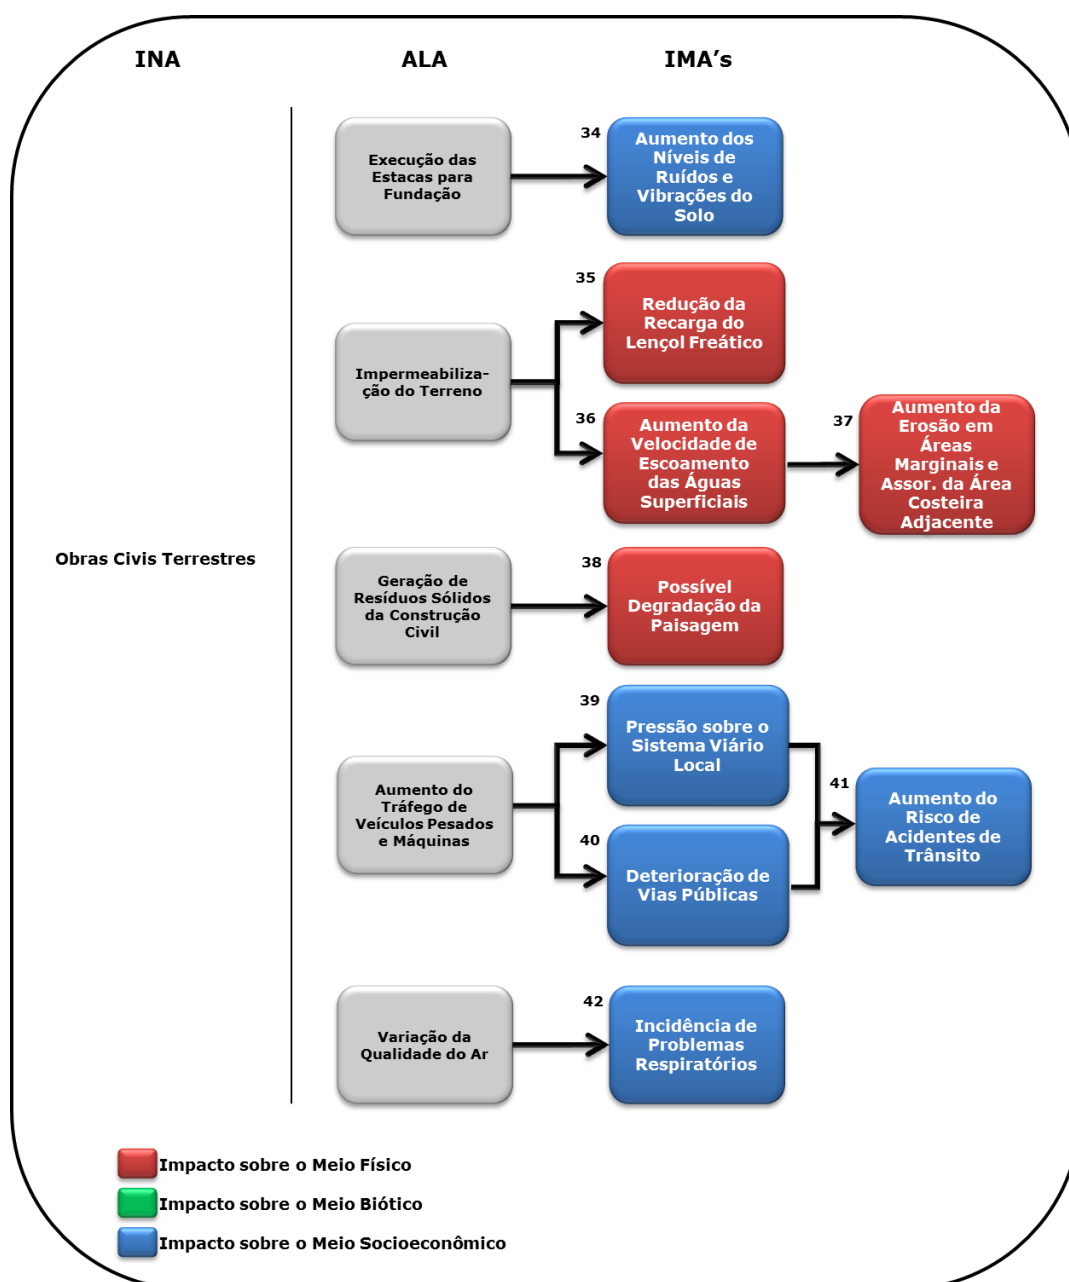 INA
ALA
IMA's
Obras Civis Terrestres
Execução das
Estacas para
Fundação
34
Aumento dos
Níveis de
Ruídos e
Vibrações do
Solo
Impermeabiliza-
ção do Terreno
35
Redução da
Recarga do
Lençol Freático
36
Aumento da
Velocidade de
Escoamento
das Águas
Superficiais
37
Aumento da
Erosão em
Áreas
Marginais e
Assor. da Área
Costeira
Adjacente
Geração de
Resíduos Sólidos
da Construção
Civil
38
Possível
Degradação da
Paisagem
Aumento do
Tráfego de
Veículos Pesados
e Máquinas
39
Pressão sobre o
Sistema Viário
Local
40
Deterioração de
Vias Públicas
41
Aumento do
Risco de
Acidentes de
Trânsito
Variação da
Qualidade do Ar
42
Incidência de
Problemas
Respiratórios
Impacto sobre o Meio Físico
Impacto sobre o Meio Biótico
Impacto sobre o Meio Socioeconômico